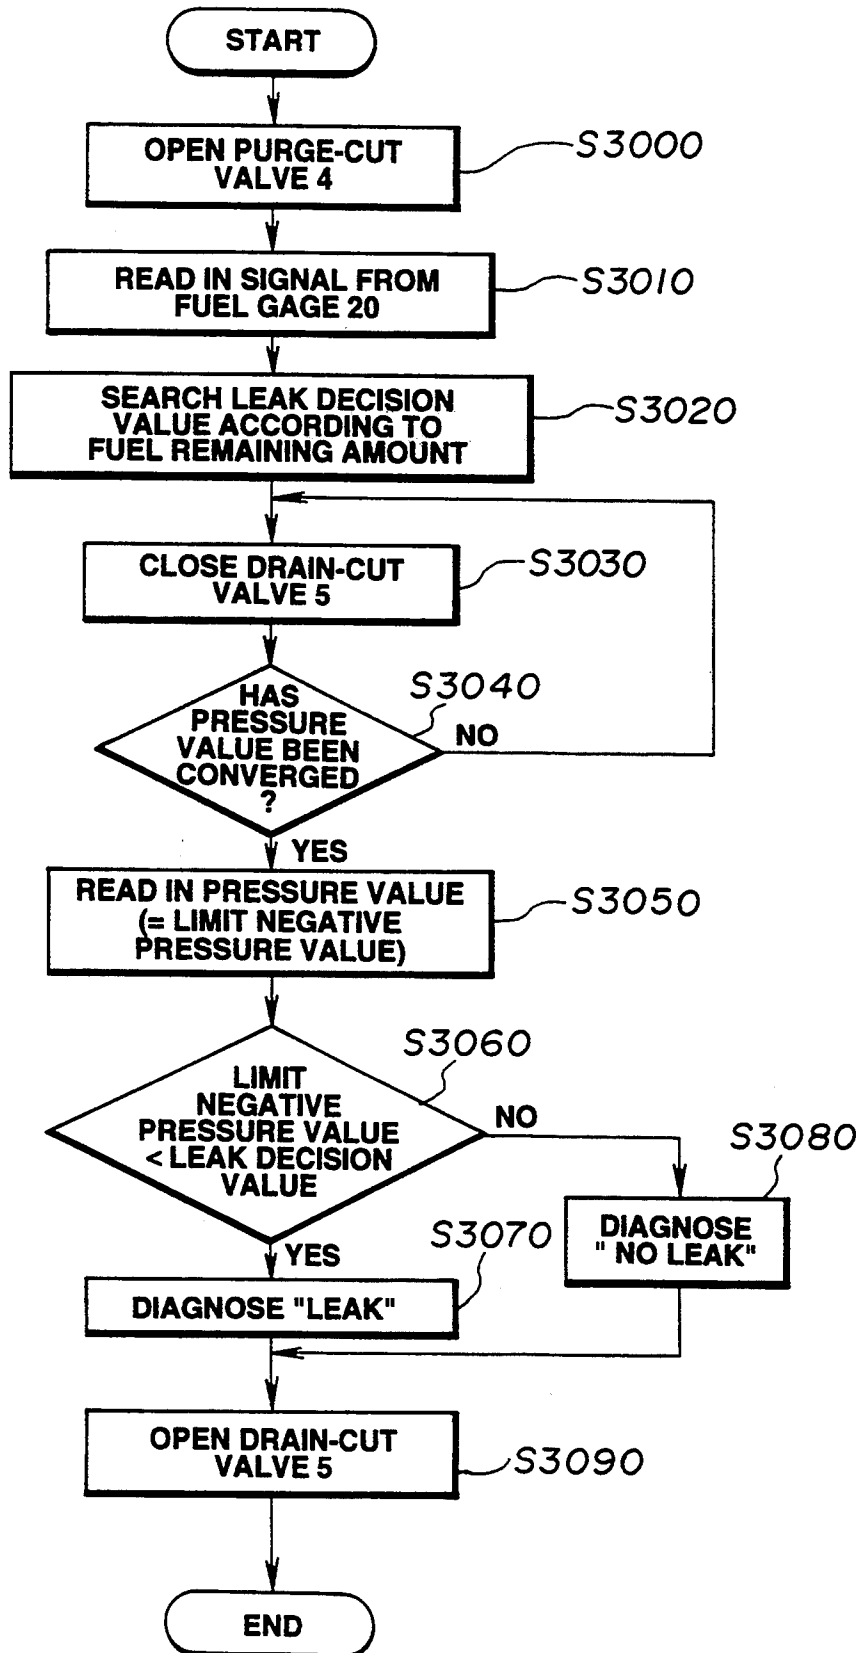 START
OPEN PURGE-CUT
VALVE 4
S3000
READ IN SIGNAL FROM
FUEL GAGE 20
S3010
SEARCH LEAK DECISION
VALUE ACCORDING TO
FUEL REMAINING AMOUNT
S3020
CLOSE DRAIN-CUT
VALVE 5
S3030
HAS
PRESSURE
VALUE BEEN
CONVERGED
?
S3040
NO
YES
READ IN PRESSURE VALUE
(= LIMIT NEGATIVE
PRESSURE VALUE)
S3050
LIMIT
NEGATIVE
PRESSURE VALUE
< LEAK DECISION
VALUE
S3060
NO
YES
DIAGNOSE "LEAK"
S3070
DIAGNOSE
" NO LEAK"
S3080
OPEN DRAIN-CUT
VALVE 5
S3090
END